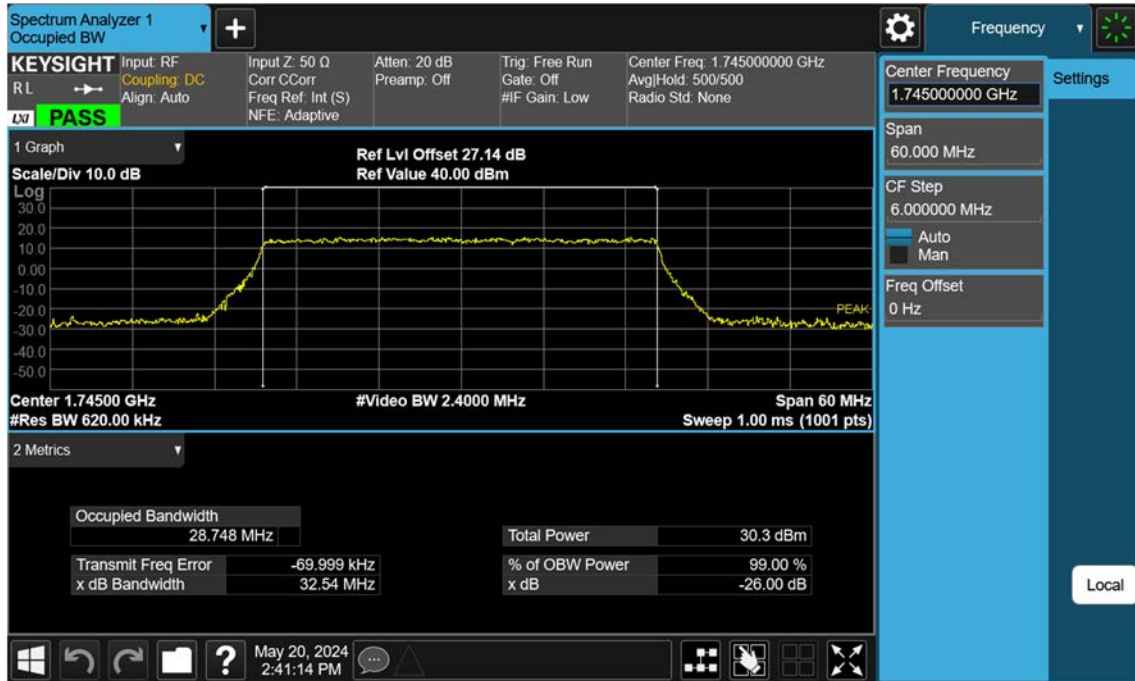 Spectrum Analyzer 1
Occupied BW
+
Frequency
KEYSIGHT
R L
LXI PASS
Input: RF
Coupling: DC
Align: Auto
Input Z: 50 Ω
Corr CCorr
Freq Ref: Int (S)
NFE: Adaptive
Atten: 20 dB
Preamp: Off
Trig: Free Run
Gate: Off
#IF Gain: Low
Center Freq: 1.745000000 GHz
Avg|Hold: 500/500
Radio Std: None
1 Graph
Scale/Div 10.0 dB
Ref Lvl Offset 27.14 dB
Ref Value 40.00 dBm
Log
30.0
20.0
10.0
0.00
-10.0
-20.0
-30.0
-40.0
-50.0
PEAK
Center 1.74500 GHz
#Video BW 2.4000 MHz
Span 60 MHz
#Res BW 620.00 kHz
Sweep 1.00 ms (1001 pts)
2 Metrics
Occupied Bandwidth
28.748 MHz
Total Power 30.3 dBm
Transmit Freq Error -69.999 kHz
% of OBW Power 99.00 %
x dB Bandwidth 32.54 MHz
x dB -26.00 dB
?
May 20, 2024
2:41:14 PM
Center Frequency
1.745000000 GHz
Settings
Span
60.000 MHz
CF Step
6.000000 MHz
Auto
Man
Freq Offset
0 Hz
Local